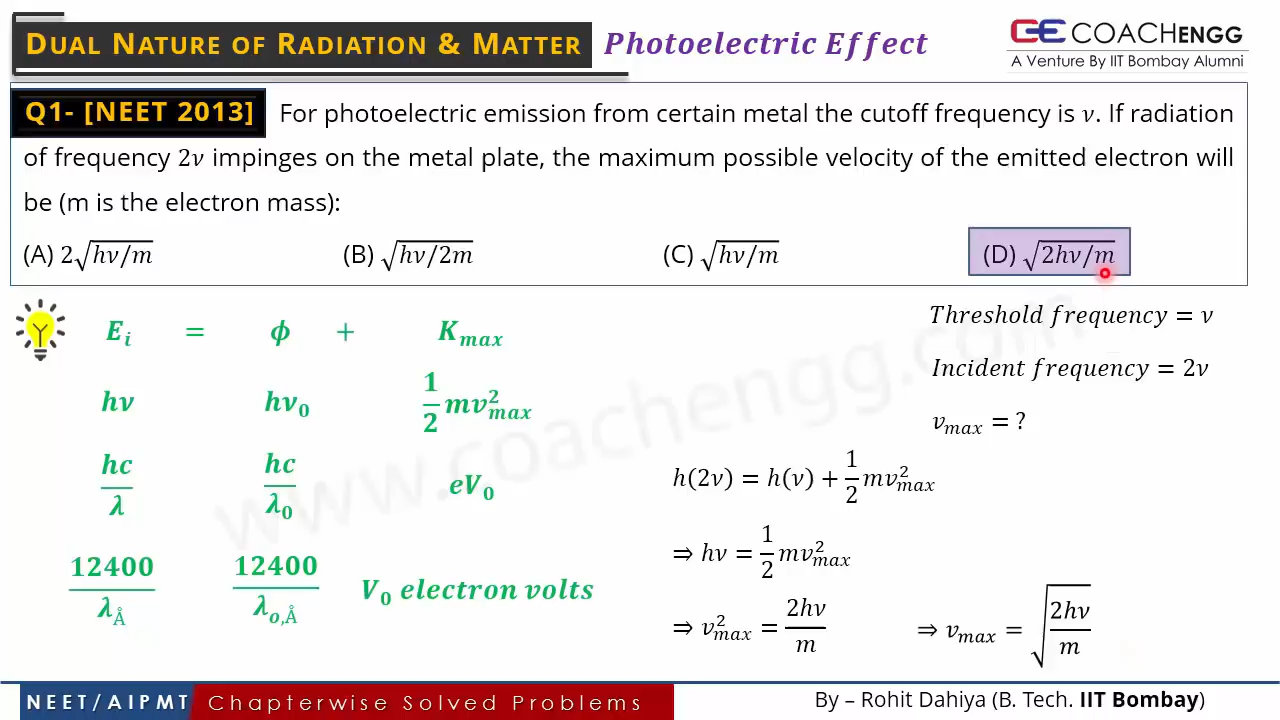 DUAL NATURE OF RADIATION & MATTER Photoelectric Effect
CE COACHENGG
A Venture By IIT Bombay Alumni
Q1- [NEET 2013] For photoelectric emission from certain metal the cutoff frequency is ν. If radiation
of frequency 2ν impinges on the metal plate, the maximum possible velocity of the emitted electron will
be (m is the electron mass):
(A) 2√(hν/m) (B) √(hν/2m) (C) √(hν/m) (D) √(2hν/m)
E_i = ϕ + K_max
hν hν_0 1/2 mv²_max
hc/λ hc/λ_0 eV_0
12400/λ_Å 12400/λ_o,Å V_0 electron volts
Threshold frequency = ν
Incident frequency = 2ν
v_max = ?
h(2ν) = h(ν) + 1/2 mv²_max
⇒ hν = 1/2 mv²_max
⇒ v²_max = 2hν/m ⇒ v_max = √(2hν/m)
www.coachengg.com
NEET/AIPMT Chapterwise Solved Problems By – Rohit Dahiya (B. Tech. IIT Bombay)